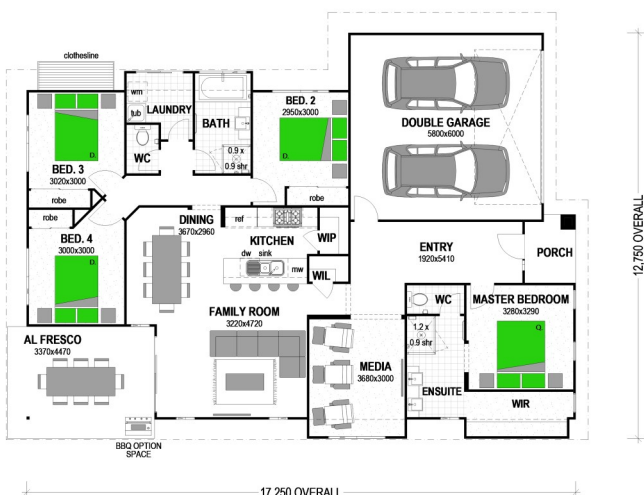 clothesline
wm
tub
LAUNDRY
WC
BATH
0.9 x
0.9 shr
BED. 2
2950x3000
D.
robe
DOUBLE GARAGE
5800x6000
D.
BED. 3
3020x3000
robe
robe
BED. 4
3000x3000
D.
DINING
3670x2960
ref
KITCHEN
dw
sink
mw
WIP
WIL
ENTRY
1920x5410
PORCH
FAMILY ROOM
3220x4720
AL FRESCO
3370x4470
BBQ OPTION
SPACE
MEDIA
3680x3000
WC
1.2 x
0.9 shr
ENSUITE
MASTER BEDROOM
3280x3290
Q.
WIR
12,750 OVERALL
17,250 OVERALL